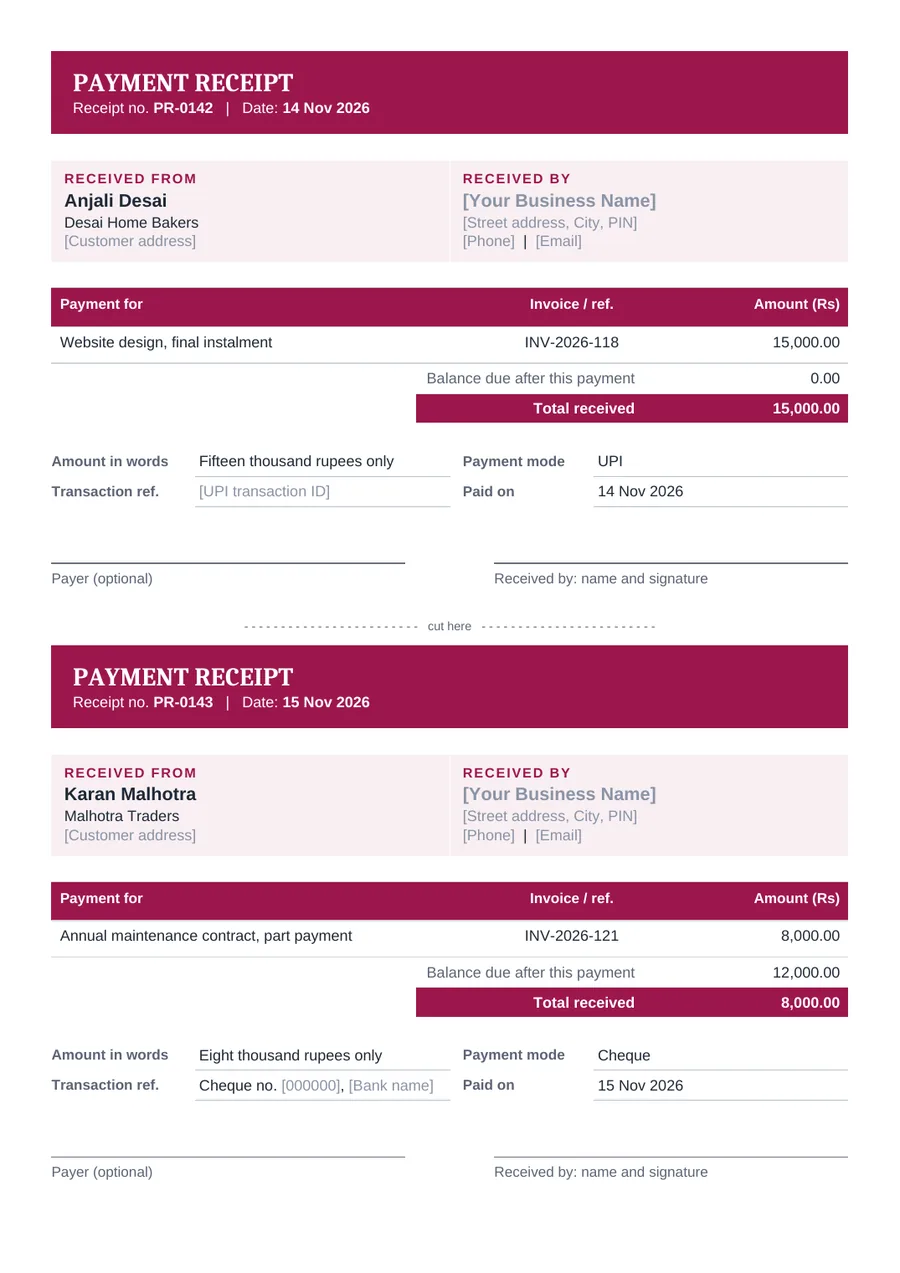 PAYMENT RECEIPT
Receipt no. PR-0142 | Date: 14 Nov 2026
RECEIVED FROM
Anjali Desai
Desai Home Bakers
[Customer address]
RECEIVED BY
[Your Business Name]
[Street address, City, PIN]
[Phone] | [Email]
Payment for Invoice / ref. Amount (Rs)
Website design, final instalment INV-2026-118 15,000.00
Balance due after this payment 0.00
Total received 15,000.00
Amount in words Fifteen thousand rupees only Payment mode UPI
Transaction ref. [UPI transaction ID] Paid on 14 Nov 2026
Payer (optional) Received by: name and signature
- - - - - - - - - - - - - - - - - - - - - - - - cut here - - - - - - - - - - - - - - - - - - - - - - - -
PAYMENT RECEIPT
Receipt no. PR-0143 | Date: 15 Nov 2026
RECEIVED FROM
Karan Malhotra
Malhotra Traders
[Customer address]
RECEIVED BY
[Your Business Name]
[Street address, City, PIN]
[Phone] | [Email]
Payment for Invoice / ref. Amount (Rs)
Annual maintenance contract, part payment INV-2026-121 8,000.00
Balance due after this payment 12,000.00
Total received 8,000.00
Amount in words Eight thousand rupees only Payment mode Cheque
Transaction ref. Cheque no. [000000], [Bank name] Paid on 15 Nov 2026
Payer (optional) Received by: name and signature